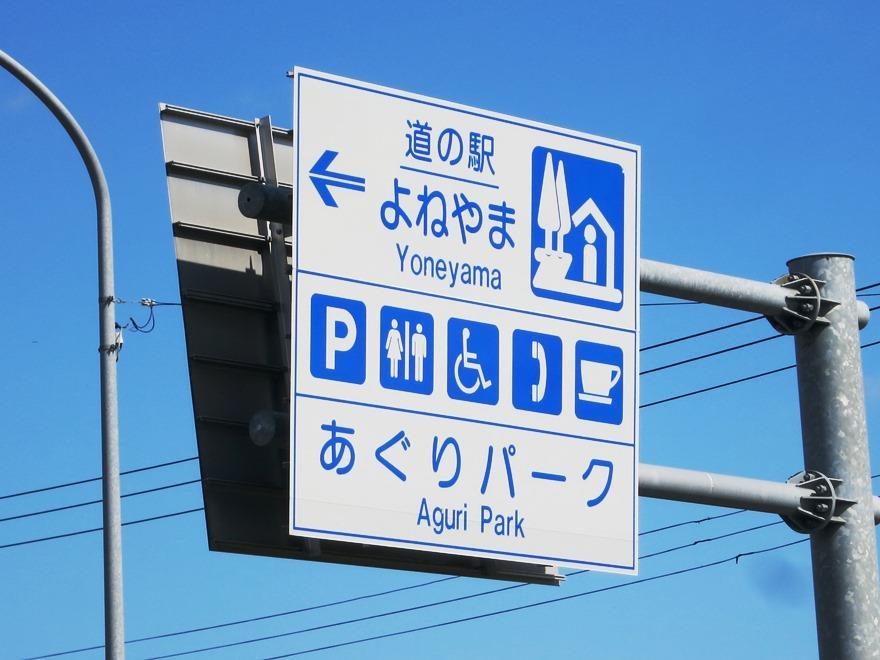 道の駅
よねやま
Yoneyama
P
あぐりパーク
Aguri Park